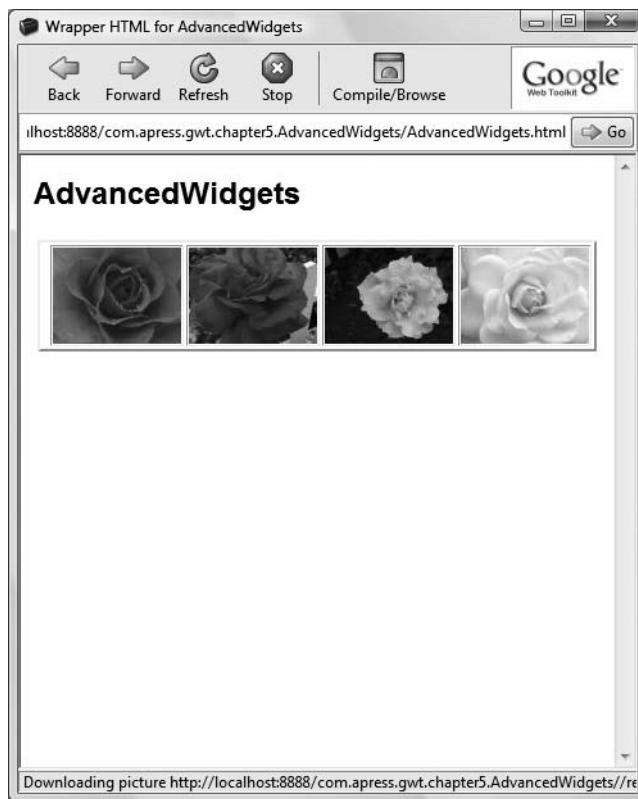 Wrapper HTML for AdvancedWidgets
Back Forward Refresh Stop Compile/Browse
Google
Web Toolkit
lhost:8888/com.apress.gwt.chapter5.AdvancedWidgets/AdvancedWidgets.html Go
AdvancedWidgets
Downloading picture http://localhost:8888/com.apress.gwt.chapter5.AdvancedWidgets//re